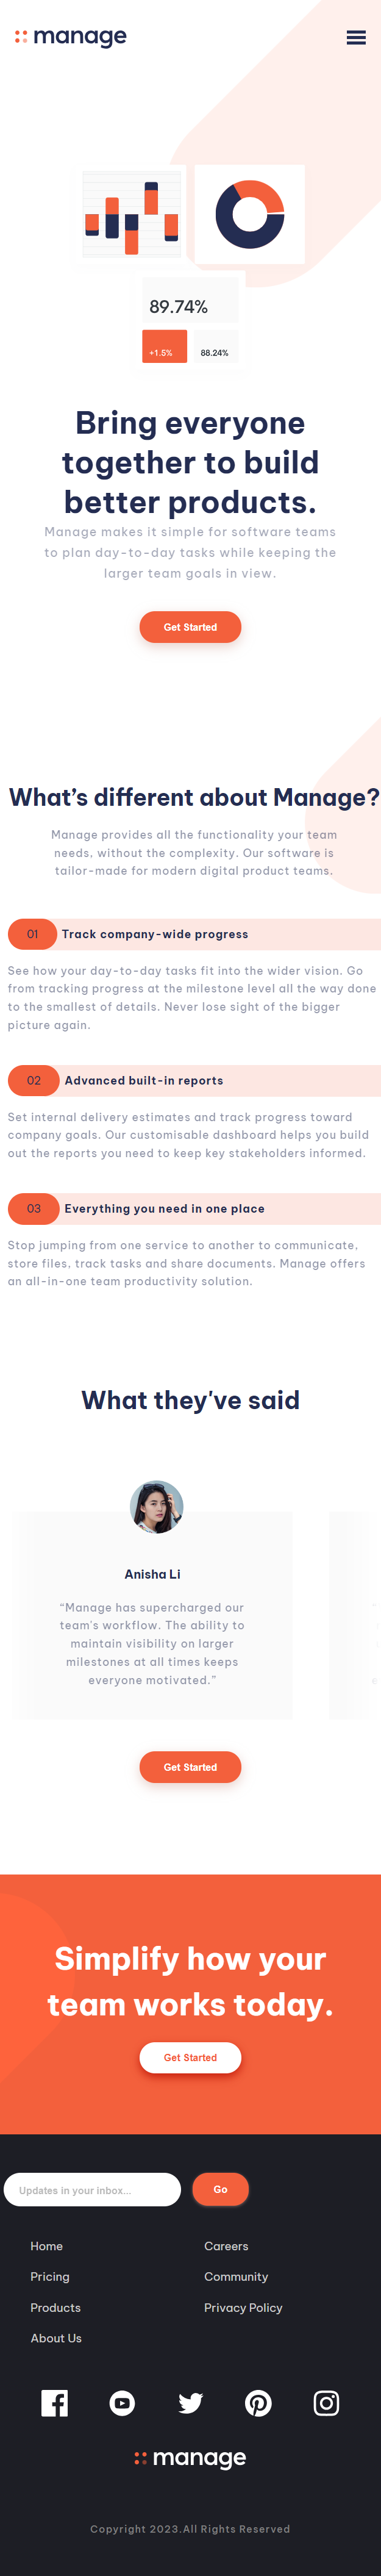 manage
89.74%
+1.5%
88.24%
Bring everyone
together to build
better products.
Manage makes it simple for software teams
to plan day-to-day tasks while keeping the
larger team goals in view.
Get Started
What’s different about Manage?
Manage provides all the functionality your team
needs, without the complexity. Our software is
tailor-made for modern digital product teams.
01 Track company-wide progress
See how your day-to-day tasks fit into the wider vision. Go
from tracking progress at the milestone level all the way done
to the smallest of details. Never lose sight of the bigger
picture again.
02 Advanced built-in reports
Set internal delivery estimates and track progress toward
company goals. Our customisable dashboard helps you build
out the reports you need to keep key stakeholders informed.
03 Everything you need in one place
Stop jumping from one service to another to communicate,
store files, track tasks and share documents. Manage offers
an all-in-one team productivity solution.
What they've said
Anisha Li
“Manage has supercharged our
team's workflow. The ability to
maintain visibility on larger
milestones at all times keeps
everyone motivated.”
Get Started
Simplify how your
team works today.
Get Started
Updates in your inbox...
Go
Home
Careers
Pricing
Community
Products
Privacy Policy
About Us
manage
Copyright 2023.All Rights Reserved